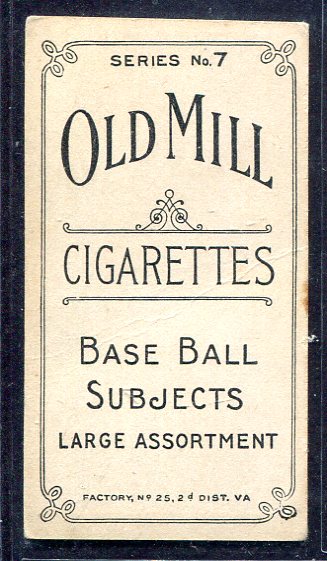 SERIES No. 7
OLD MILL
CIGARETTES
BASE BALL
SUBJECTS
LARGE ASSORTMENT
FACTORY, Nº 25, 2d DIST. VA